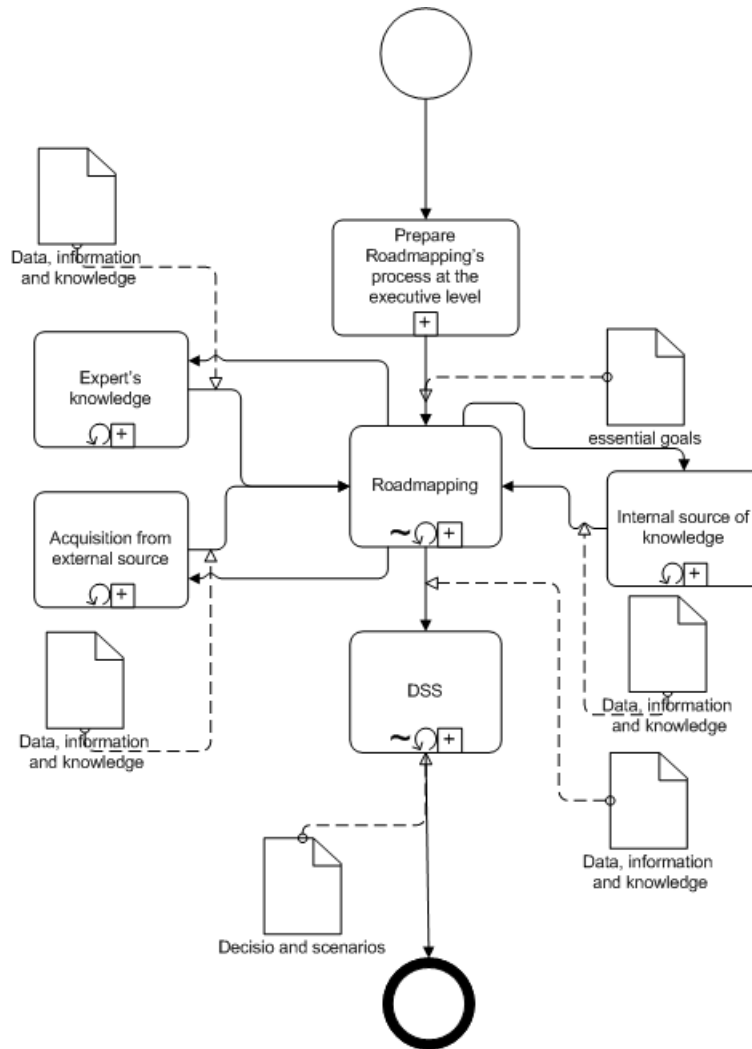 Prepare
Roadmapping's
process at the
executive level
Data, information
and knowledge
Expert's
knowledge
essential goals
Roadmapping
Internal source of
knowledge
Acquisition from
external source
Data, information
and knowledge
DSS
Data, information
and knowledge
Data, information
and knowledge
Decisio and scenarios